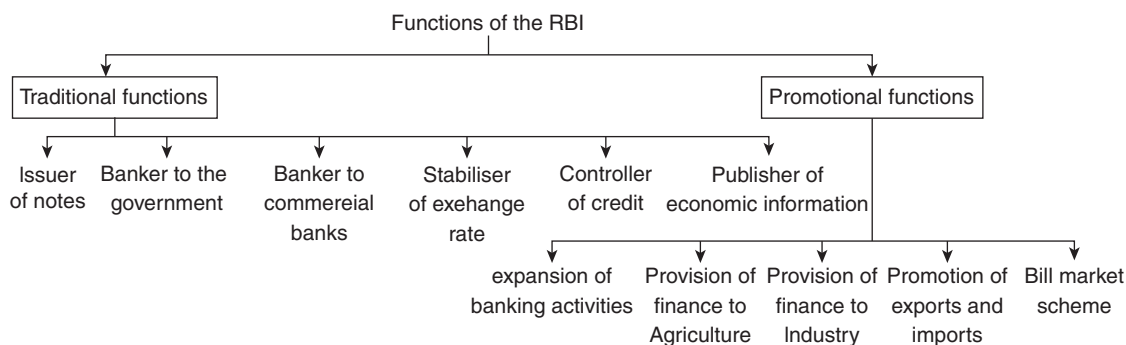 Functions of the RBI
Traditional functions
Promotional functions
Issuer
of notes
Banker to the
government
Banker to
commereial
banks
Stabiliser
of exehange
rate
Controller
of credit
Publisher of
economic information
expansion of
banking activities
Provision of
finance to
Agriculture
Provision of
finance to
Industry
Promotion of
exports and
imports
Bill market
scheme